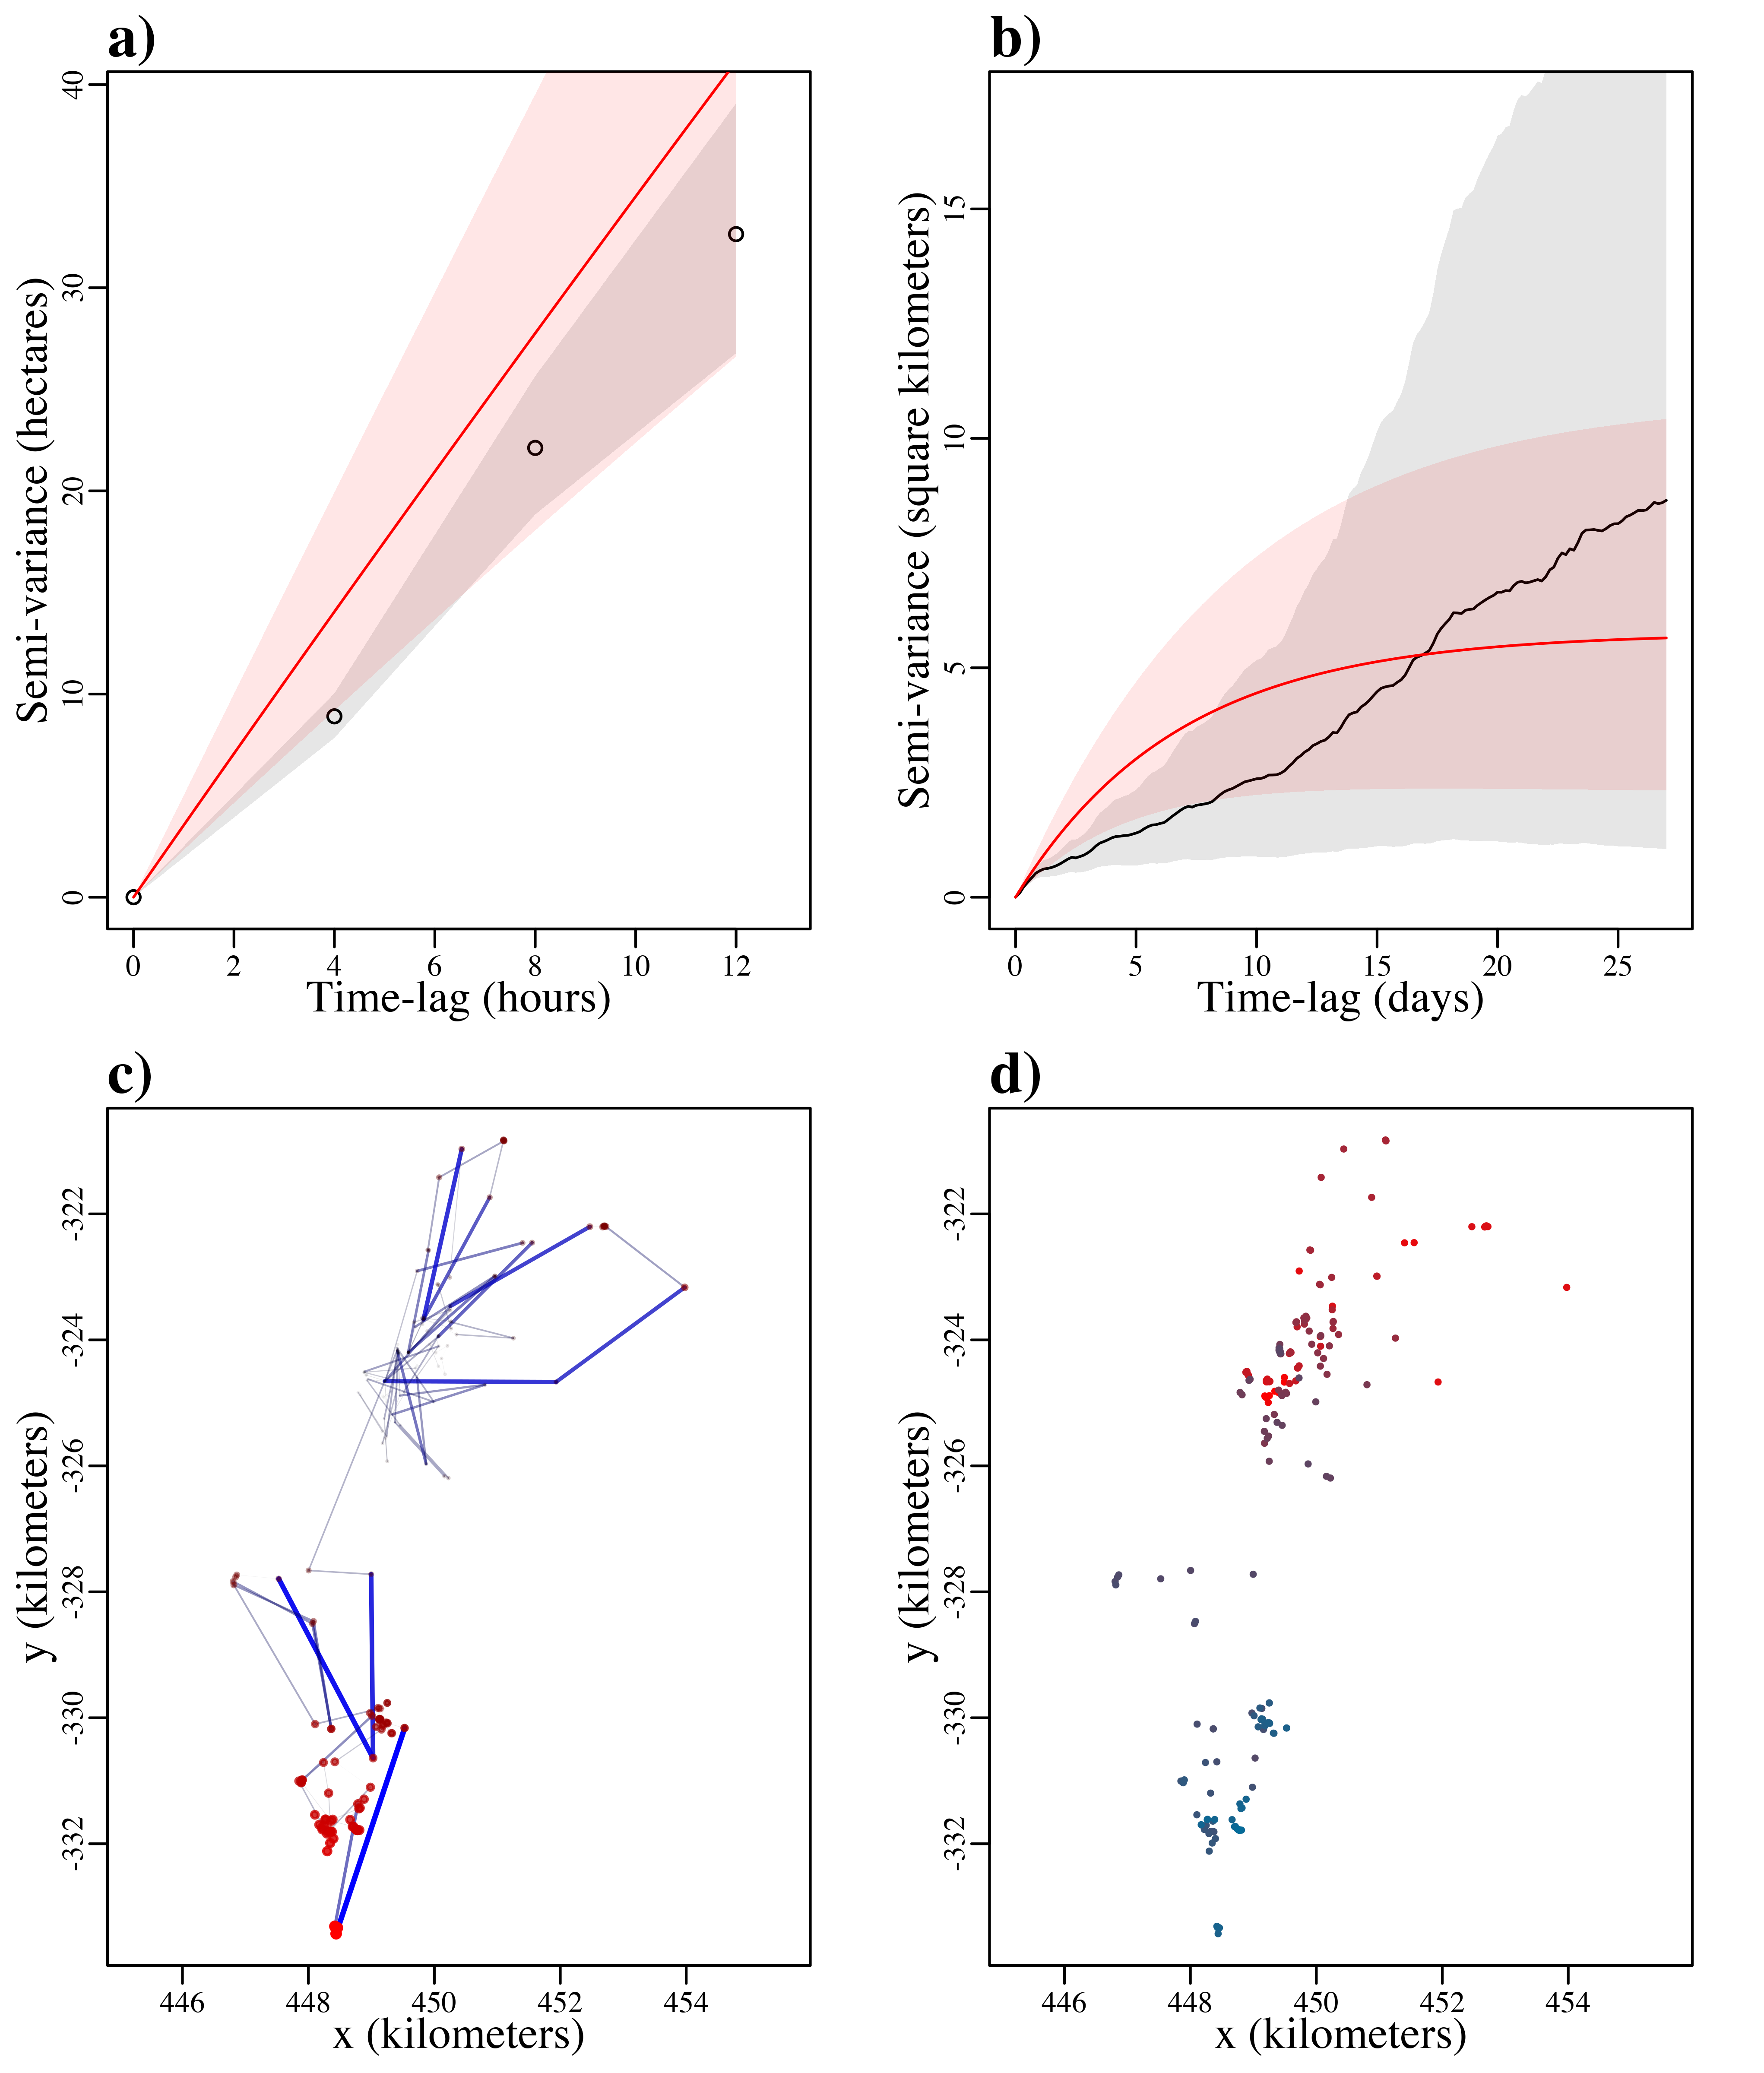 a)
Semi-variance (hectares)
0 10 20 30 40
0 2 4 6 8 10 12
Time-lag (hours)
b)
Semi-variance (square kilometers)
0 5 10 15
0 5 10 15 20 25
Time-lag (days)
c)
y (kilometers)
-332 -330 -328 -326 -324 -322
446 448 450 452 454
x (kilometers)
d)
y (kilometers)
-332 -330 -328 -326 -324 -322
446 448 450 452 454
x (kilometers)